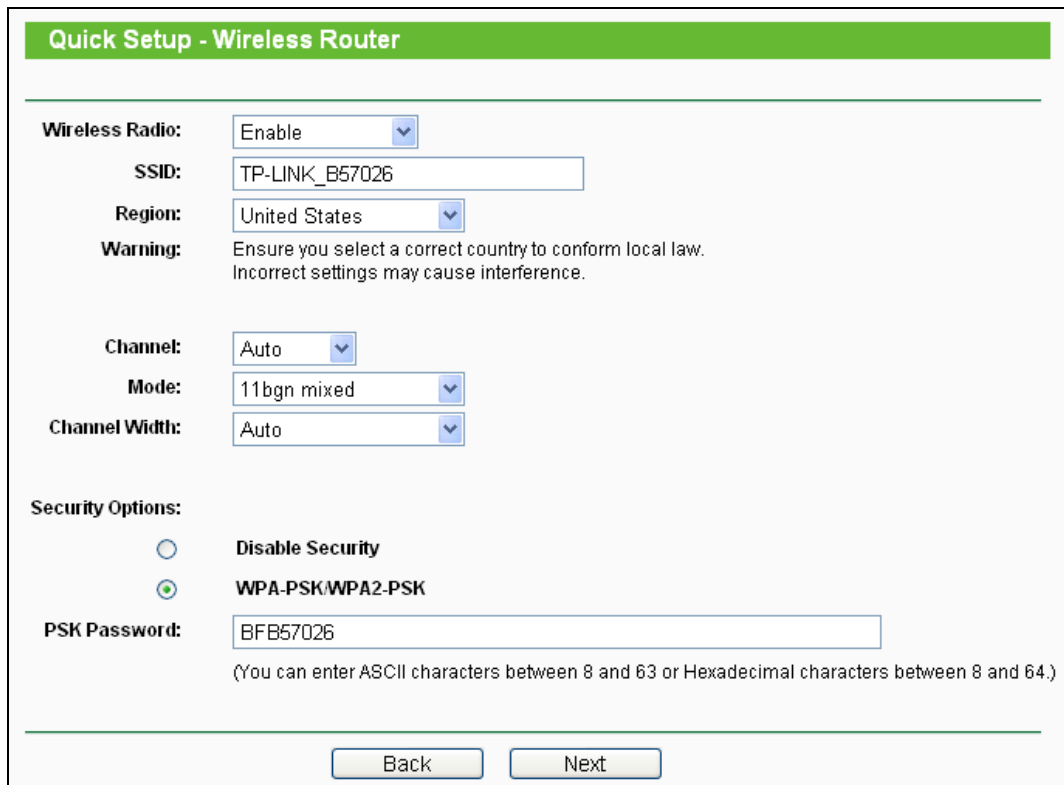 Quick Setup - Wireless Router
Wireless Radio: Enable
SSID: TP-LINK_B57026
Region: United States
Warning: Ensure you select a correct country to conform local law.
Incorrect settings may cause interference.
Channel: Auto
Mode: 11bgn mixed
Channel Width: Auto
Security Options:
Disable Security
WPA-PSK/WPA2-PSK
PSK Password: BFB57026
(You can enter ASCII characters between 8 and 63 or Hexadecimal characters between 8 and 64.)
Back Next